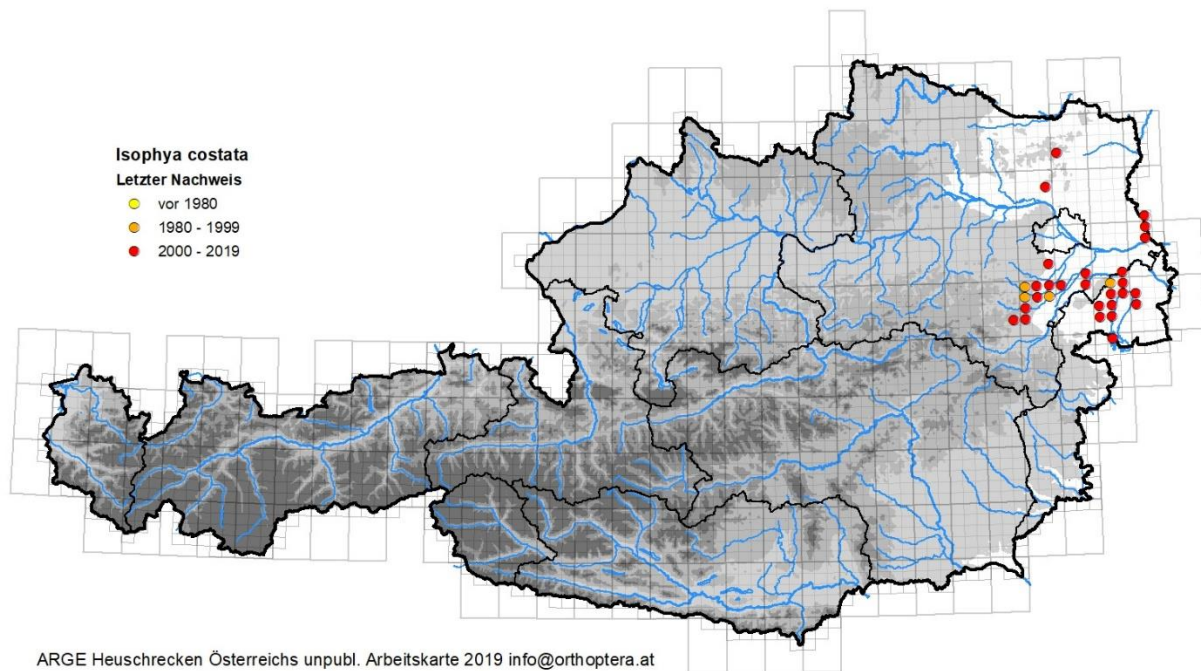 Isophya costata
Letzter Nachweis
vor 1980
1980 - 1999
2000 - 2019
ARGE Heuschrecken Österreichs unpubl. Arbeitskarte 2019 info@orthoptera.at